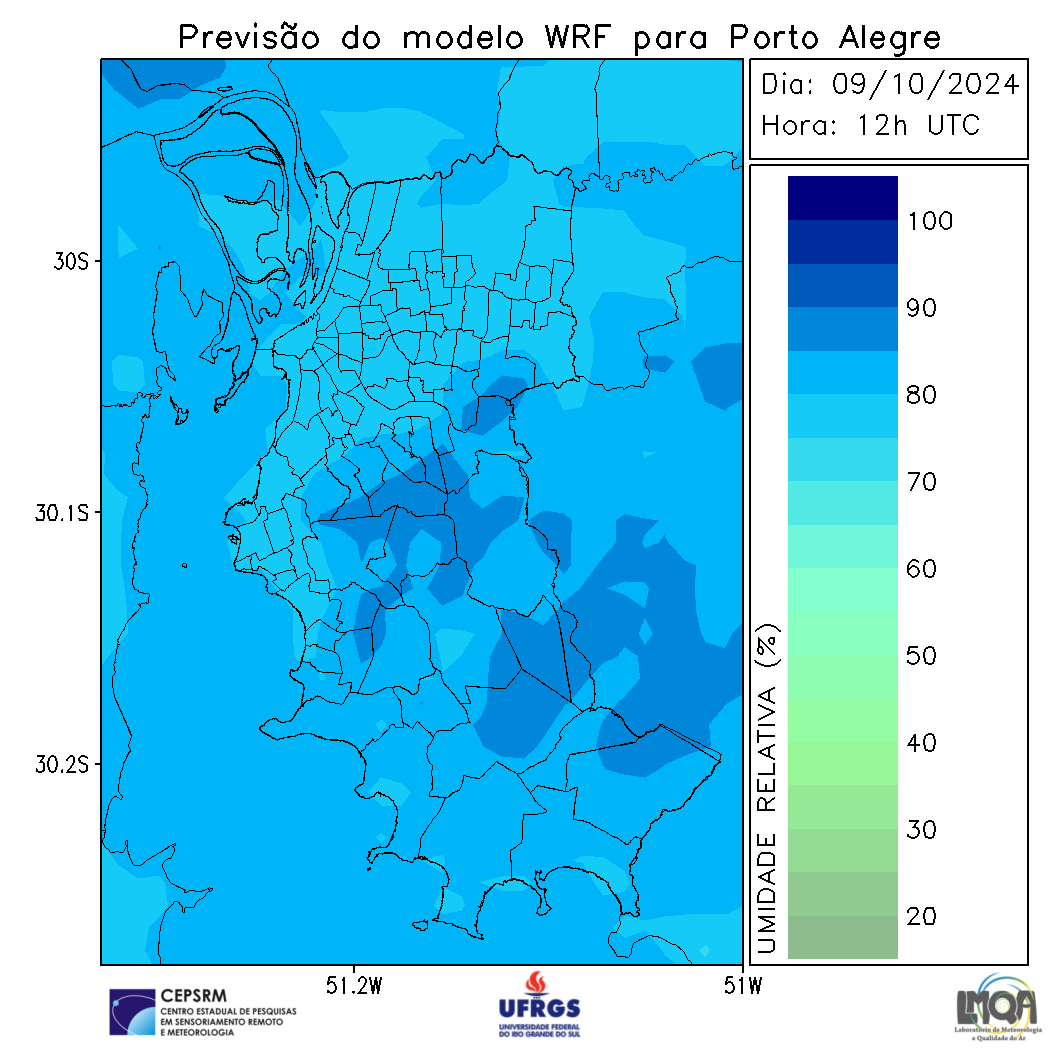 Previsão do modelo WRF para Porto Alegre
Dia: 09/10/2024
Hora: 12h UTC
100
90
80
70
60
50
40
30
20
UMIDADE RELATIVA (%)
30S
30.1S
30.2S
51.2W
51W
CEPSRM
CENTRO ESTADUAL DE PESQUISAS
EM SENSORIAMENTO REMOTO
E METEOROLOGIA
UFRGS
UNIVERSIDADE FEDERAL
DO RIO GRANDE DO SUL
LMQA
Laboratório de Meteorologia
e Qualidade do Ar